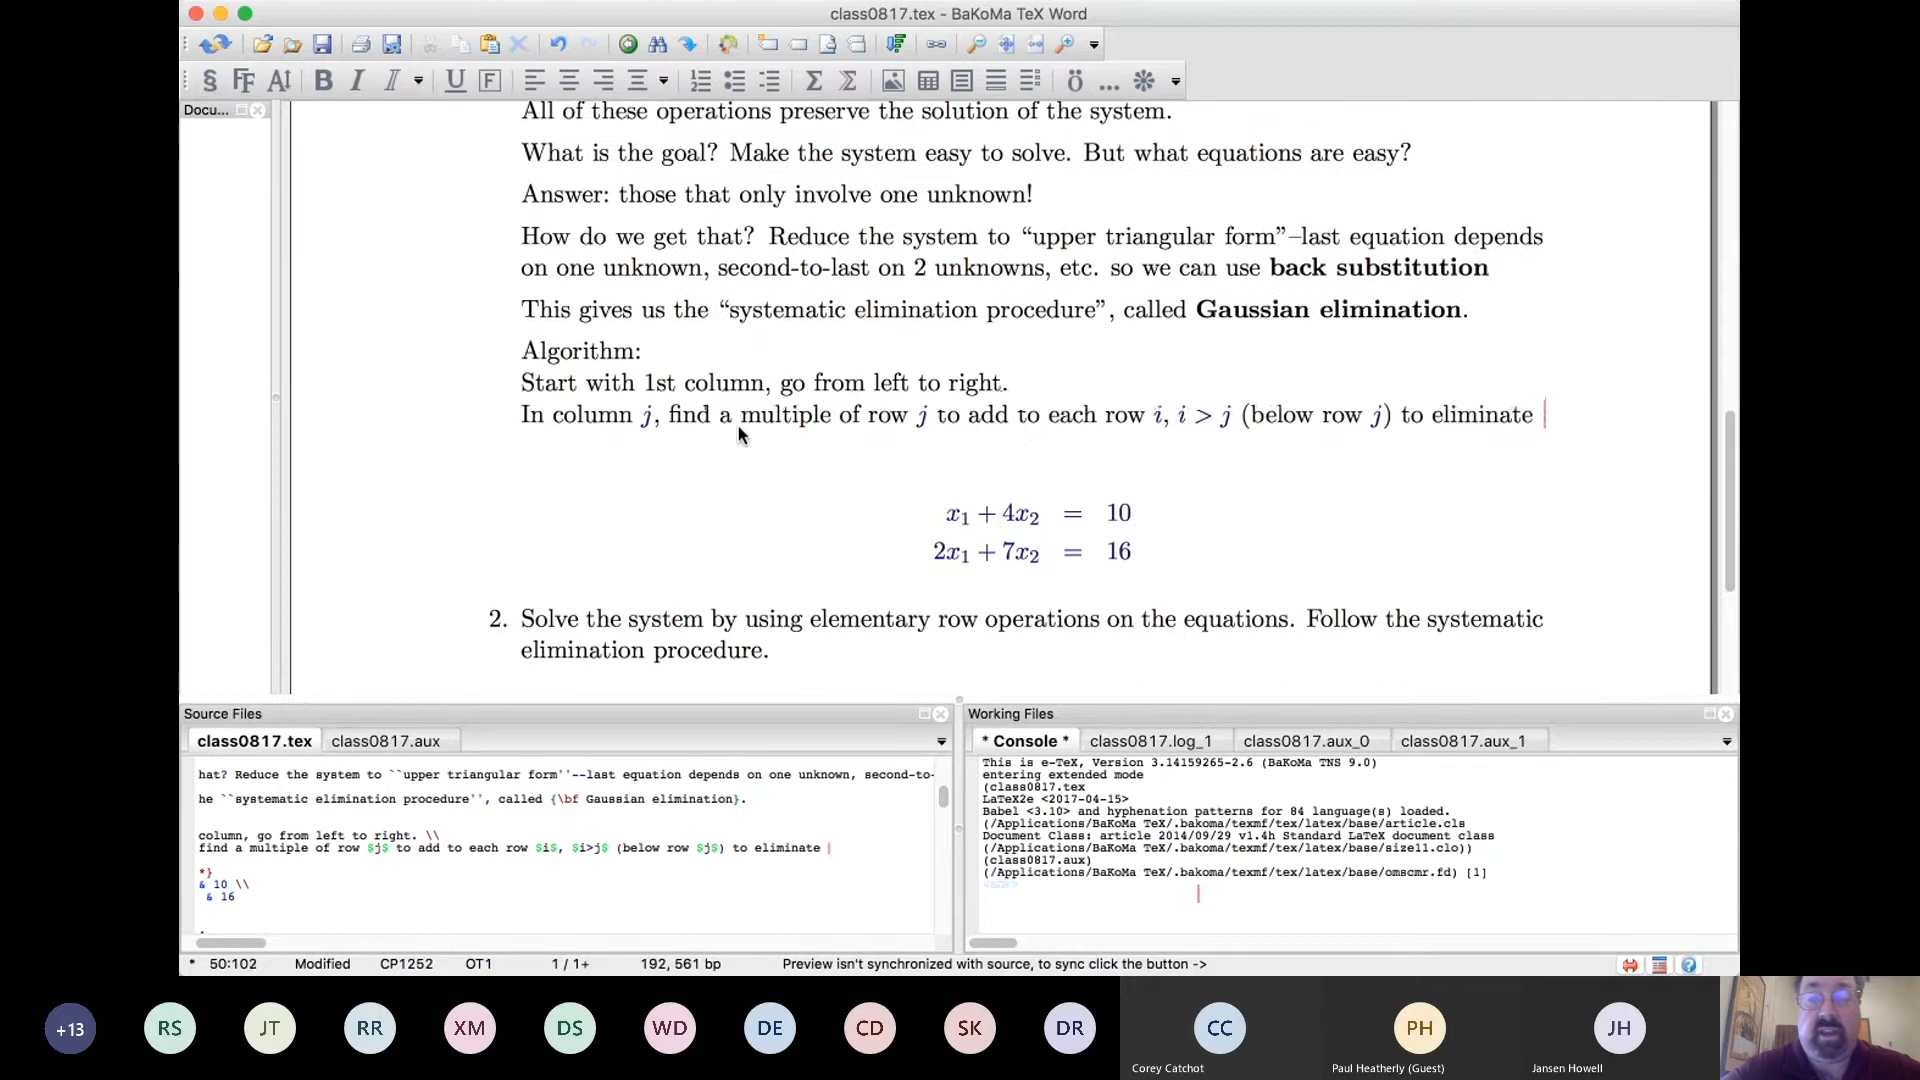 class0817.tex - BaKoMa TeX Word
Docu...
All of these operations preserve the solution of the system.
What is the goal? Make the system easy to solve. But what equations are easy?
Answer: those that only involve one unknown!
How do we get that? Reduce the system to “upper triangular form”–last equation depends
on one unknown, second-to-last on 2 unknowns, etc. so we can use back substitution
This gives us the “systematic elimination procedure”, called Gaussian elimination.
Algorithm:
Start with 1st column, go from left to right.
In column j, find a multiple of row j to add to each row i, i > j (below row j) to eliminate
x₁ + 4x₂ = 10
2x₁ + 7x₂ = 16
2. Solve the system by using elementary row operations on the equations. Follow the systematic
elimination procedure.
Source Files
class0817.tex class0817.aux
hat? Reduce the system to ``upper triangular form''--last equation depends on one unknown, second-to-
he ``systematic elimination procedure'', called {\bf Gaussian elimination}.
column, go from left to right. \\
find a multiple of row $j$ to add to each row $i$, $i>j$ (below row $j$) to eliminate
*}
& 10 \\
& 16
Working Files
* Console * class0817.log_1 class0817.aux_0 class0817.aux_1
This is e-TeX, Version 3.14159265-2.6 (BaKoMa TNS 9.0)
entering extended mode
(class0817.tex
LaTeX2e <2017-04-15>
Babel <3.10> and hyphenation patterns for 84 language(s) loaded.
(/Applications/BaKoMa TeX/.bakoma/texmf/tex/latex/base/article.cls
Document Class: article 2014/09/29 v1.4h Standard LaTeX document class
(/Applications/BaKoMa TeX/.bakoma/texmf/tex/latex/base/size11.clo))
(class0817.aux)
(/Applications/BaKoMa TeX/.bakoma/texmf/tex/latex/base/omscmr.fd) [1]
* 50:102 Modified CP1252 OT1 1 / 1+ 192, 561 bp Preview isn't synchronized with source, to sync click the button ->
+13 RS JT RR XM DS WD DE CD SK DR CC PH JH
Corey Catchot Paul Heatherly (Guest) Jansen Howell